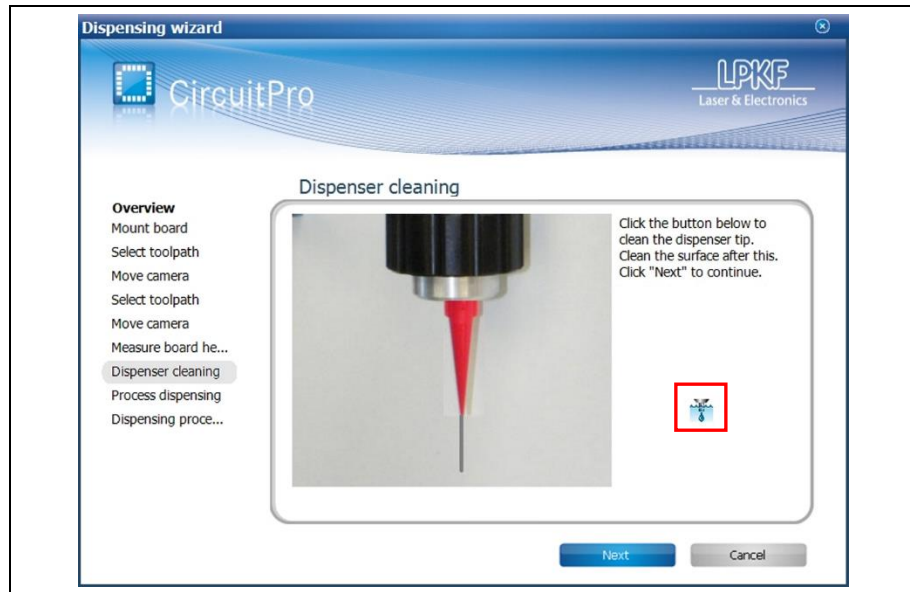 Dispensing wizard
CircuitPro
LPKF
Laser & Electronics
Dispenser cleaning
Overview
Mount board
Select toolpath
Move camera
Select toolpath
Move camera
Measure board he...
Dispenser cleaning
Process dispensing
Dispensing proce...
Click the button below to
clean the dispenser tip.
Clean the surface after this.
Click "Next" to continue.
Next
Cancel